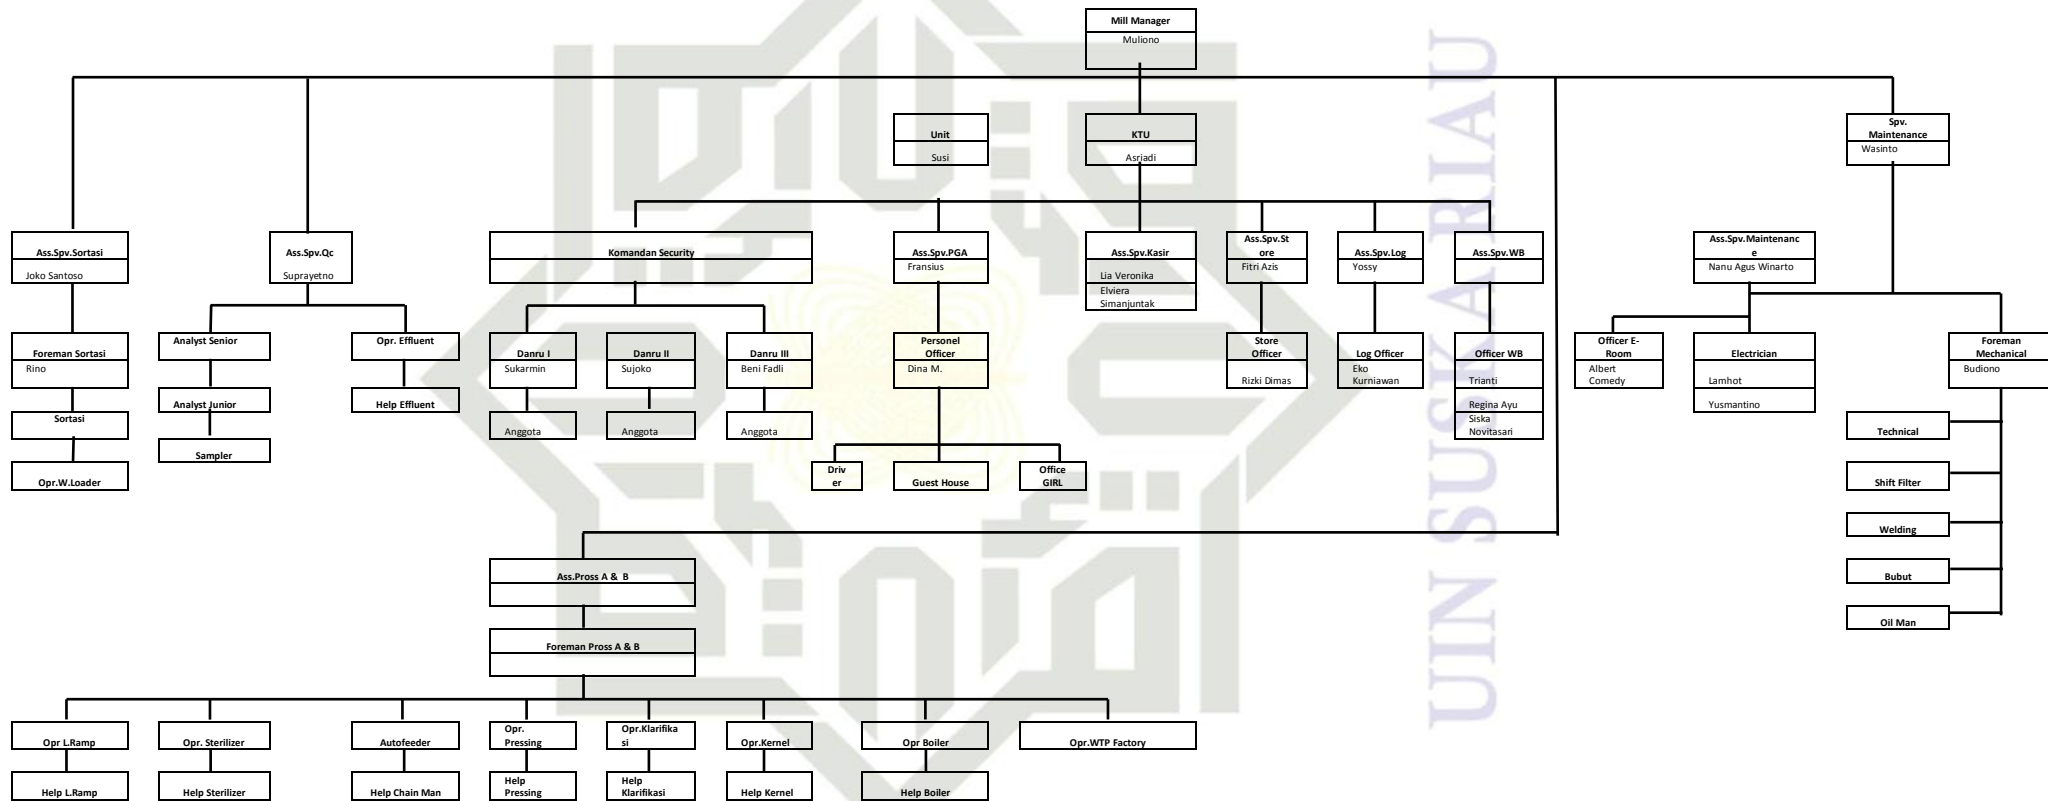 Mill Manager
Muliono
Unit
Susi
KTU
Asriadi
Spv.
Maintenance
Wasinto
Ass.Spv.Sortasi
Joko Santoso
Ass.Spv.Qc
Suprayetno
Komandan Security
Ass.Spv.PGA
Fransius
Ass.Spv.Kasir
Lia Veronika
Elviera
Simanjuntak
Ass.Spv.St
ore
Fitri Azis
Ass.Spv.Log
Yossy
Ass.Spv.WB
Ass.Spv.Maintenanc
e
Nanu Agus Winarto
Foreman Sortasi
Rino
Analyst Senior
Opr. Effluent
Danru I
Sukarmin
Danru II
Sujoko
Danru III
Beni Fadli
Personel
Officer
Dina M.
Store
Officer
Rizki Dimas
Log Officer
Eko
Kurniawan
Officer WB
Trianti
Regina Ayu
Siska
Novitasari
Officer E-
Room
Albert
Comedy
Electrician
Lamhot
Yusmantino
Foreman
Mechanical
Budiono
Sortasi
Analyst Junior
Help Effluent
Anggota
Anggota
Anggota
Technical
Opr.W.Loader
Sampler
Driv
er
Guest House
Office
GIRL
Shift Filter
Welding
Bubut
Oil Man
Ass.Pross A & B
Foreman Pross A & B
Opr L.Ramp
Opr. Sterilizer
Autofeeder
Opr.
Pressing
Opr.Klarifika
si
Opr.Kernel
Opr Boiler
Opr.WTP Factory
Help L.Ramp
Help Sterilizer
Help Chain Man
Help
Pressing
Help
Klarifikasi
Help Kernel
Help Boiler
UIN SUSKA RIAU